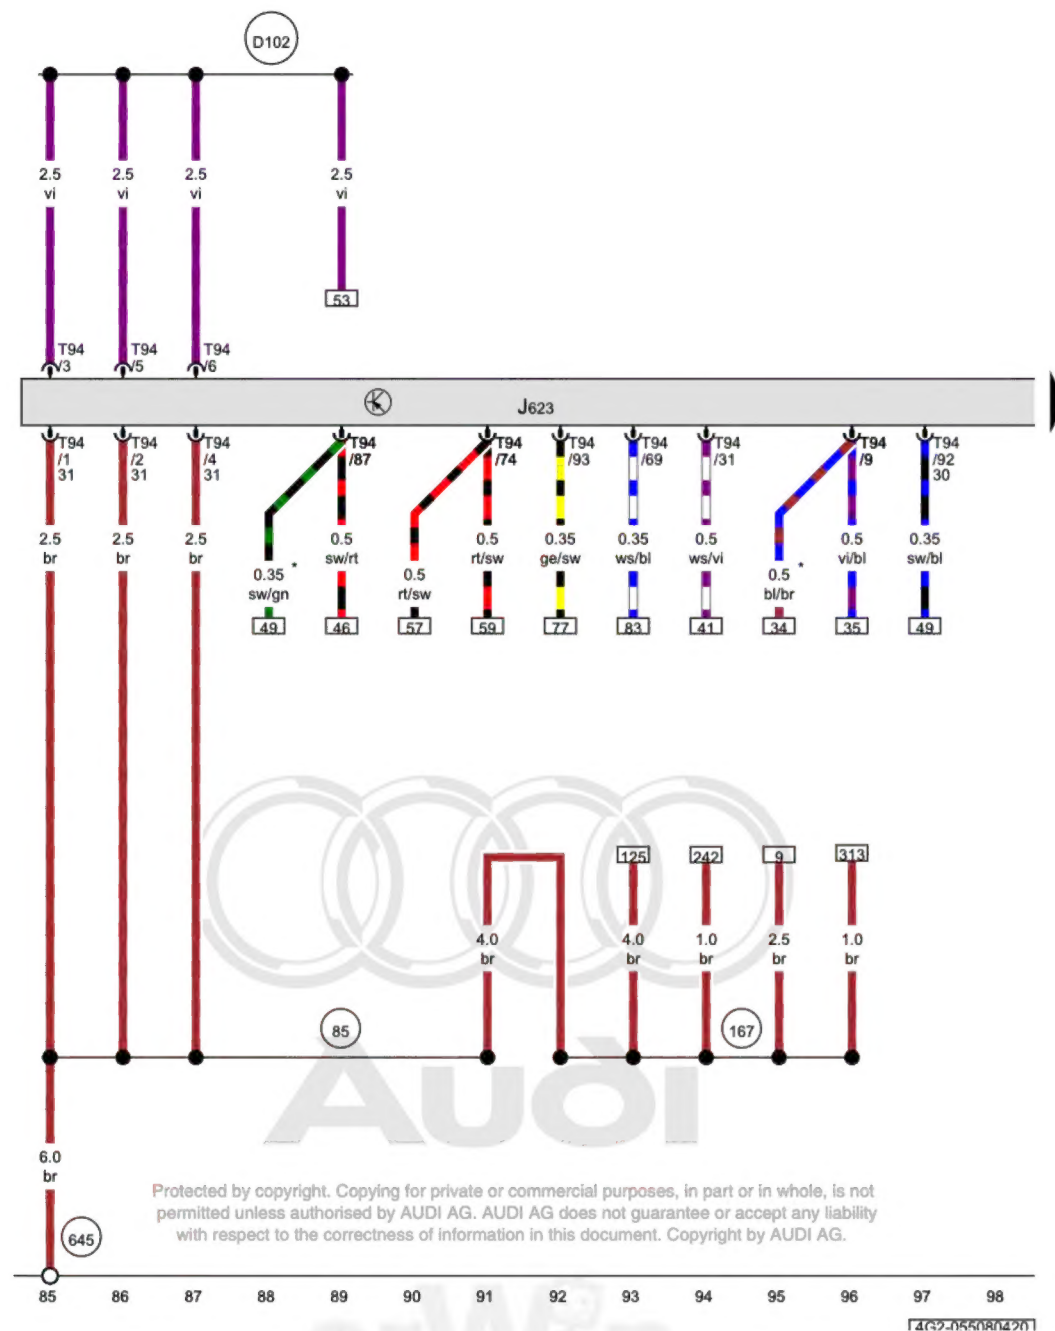 D102
2.5 2.5 2.5 2.5
vi vi vi vi
53
T94 T94 T94
/3 /5 /6
J623
T94 T94 T94 T94 T94 T94 T94 T94 T94 T94
/1 /2 /4 /87 /74 /93 /69 /31 /9 /92
31 31 31 30
2.5 2.5 2.5 0.5 0.5 0.35 0.35 0.5 0.5 0.35
br br br sw/rt rt/sw ge/sw ws/bl ws/vi vi/bl sw/bl
0.35 * 0.5 0.5 *
sw/gn rt/sw bl/br
49 46 57 59 77 83 41 34 35 49
125 242 9 313
4.0 4.0 1.0 2.5 1.0
br br br br br
85 167
Audi
6.0
br
Protected by copyright. Copying for private or commercial purposes, in part or in whole, is not
permitted unless authorised by AUDI AG. AUDI AG does not guarantee or accept any liability
with respect to the correctness of information in this document. Copyright by AUDI AG.
645
85 86 87 88 89 90 91 92 93 94 95 96 97 98
4G2-055080420